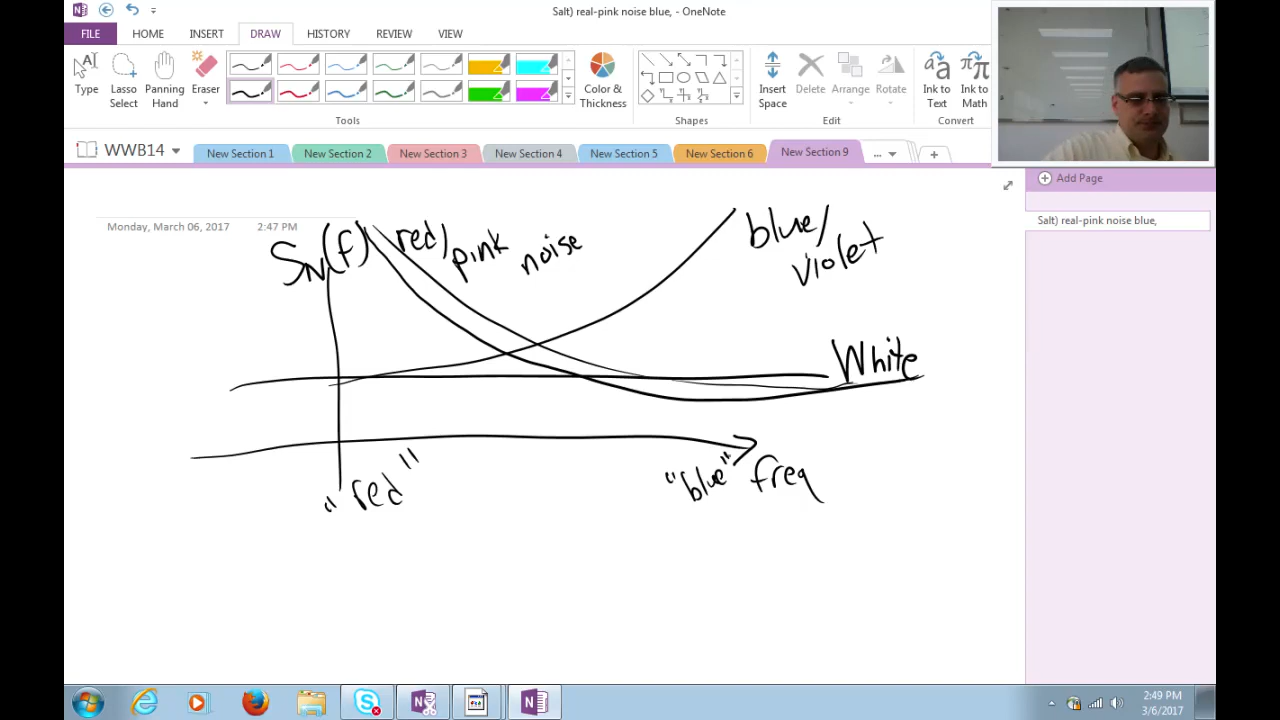 Salt) real-pink noise blue, - OneNote
FILE HOME INSERT DRAW HISTORY REVIEW VIEW
Type
Lasso Select
Panning Hand
Eraser
Color & Thickness
Insert Space
Delete
Arrange
Rotate
Ink to Text
Ink to Math
Tools
Shapes
Edit
Convert
WWB14
New Section 1
New Section 2
New Section 3
New Section 4
New Section 5
New Section 6
New Section 9
...
Add Page
Salt) real-pink noise blue,
Monday, March 06, 2017 2:47 PM
SN(f)
red/
pink noise
blue/
violet
White
"red"
"blue" freq
2:49 PM
3/6/2017